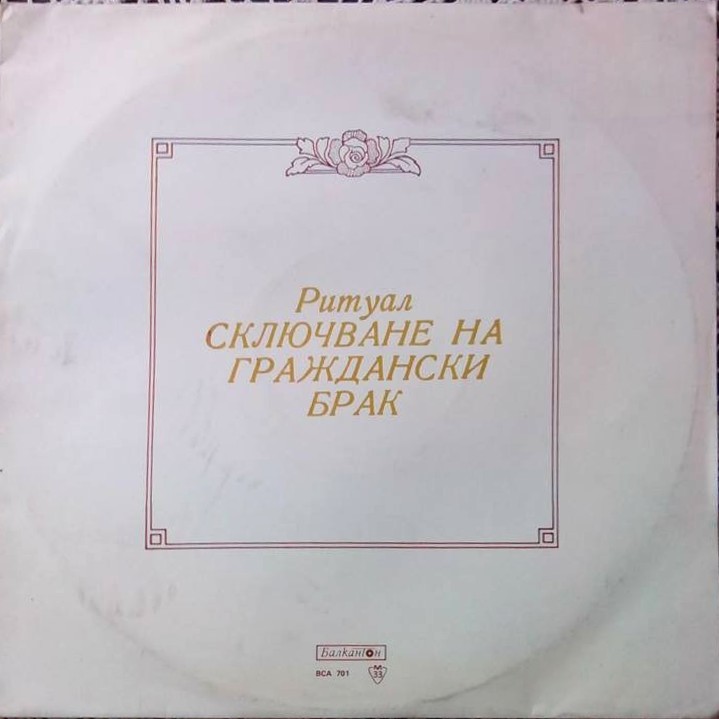 Ритуал
СКЛЮЧВАНЕ НА
ГРАЖДАНСКИ
БРАК
Балкантон
ВСА 701
М
33